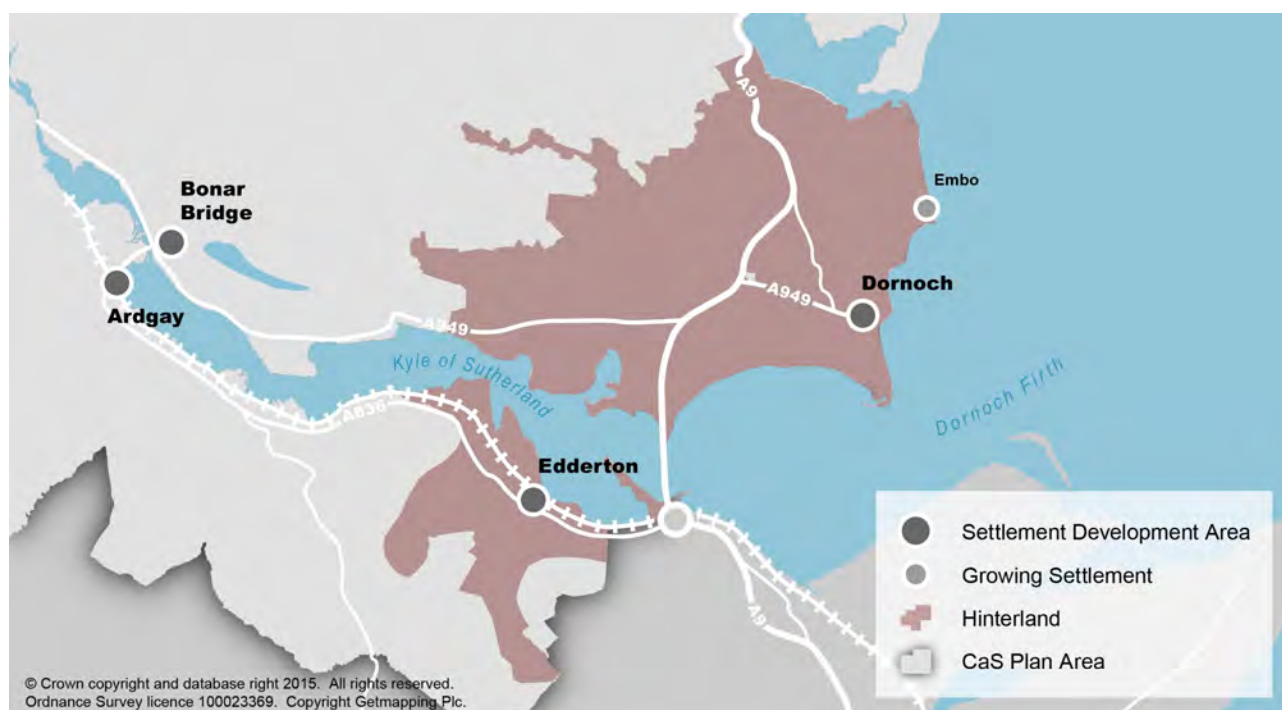 A9
Embo
Bonar
Bridge
Dornoch
A949
Ardgay
A949
Kyle of Sutherland
Dornoch Firth
A836
Edderton
A9
Settlement Development Area
Growing Settlement
Hinterland
CaS Plan Area
© Crown copyright and database right 2015. All rights reserved.
Ordnance Survey licence 100023369. Copyright Getmapping Plc.